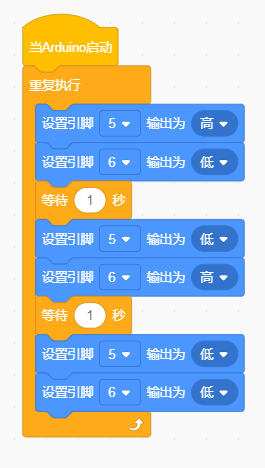 当Arduino启动
重复执行
设置引脚 5 输出为 高
设置引脚 6 输出为 低
等待 1 秒
设置引脚 5 输出为 低
设置引脚 6 输出为 高
等待 1 秒
设置引脚 5 输出为 低
设置引脚 6 输出为 低